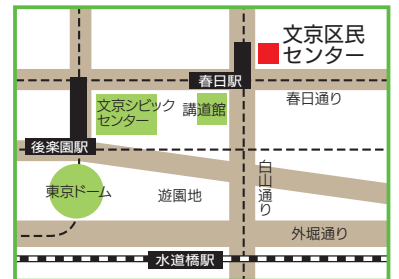 文京区民
センター
春日駅
春日通り
文京シビック
センター
講道館
後楽園駅
白山通り
東京ドーム
遊園地
外堀通り
水道橋駅